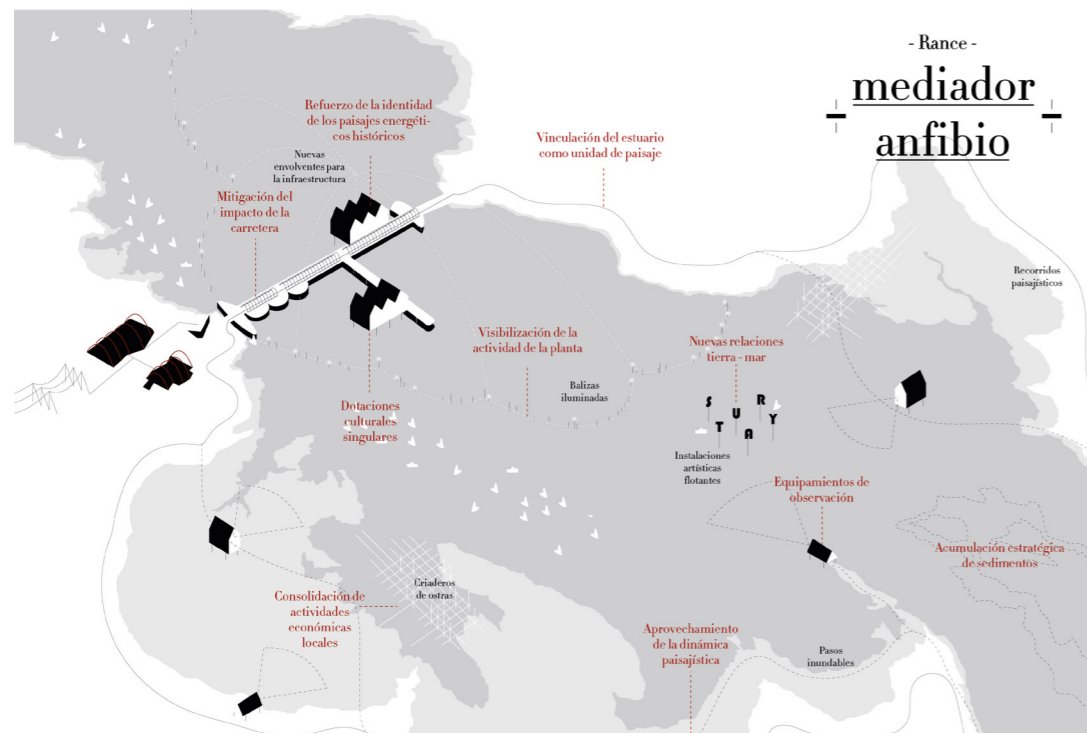 - Rance -
mediador
anfibio
Refuerzo de la identidad
de los paisajes energéti-
cos históricos
Nuevas
envolventes para
la infraestructura
Mitigación del
impacto de la
carretera
Vinculación del estuario
como unidad de paisaje
Recorridos
paisajísticos
Visibilización de la
actividad de la planta
Nuevas relaciones
tierra - mar
Balizas
iluminadas
Dotaciones
culturales
singulares
S T U A R Y
Instalaciones
artísticas
flotantes
Equipamientos de
observación
Acumulación estratégica
de sedimentos
Criaderos
de ostras
Consolidación de
actividades
económicas
locales
Aprovechamiento
de la dinámica
paisajística
Pasos
inundables